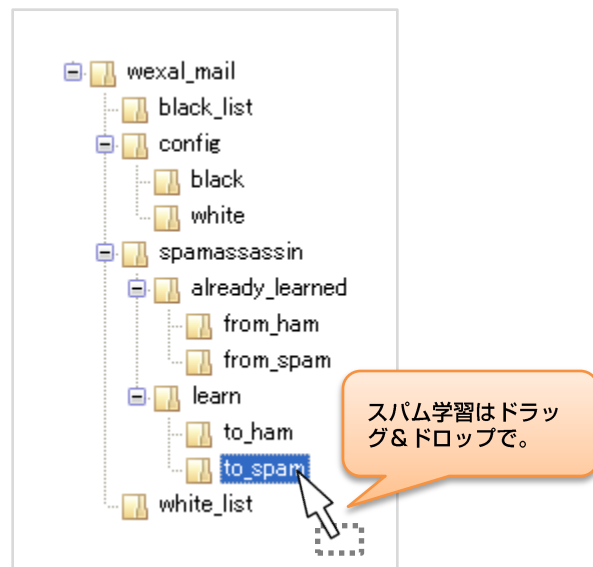 wexal_mail
black_list
config
black
white
spamassassin
already_learned
from_ham
from_spam
learn
to_ham
to_spam
white_list
スパム学習はドラッ
グ&ドロップで。